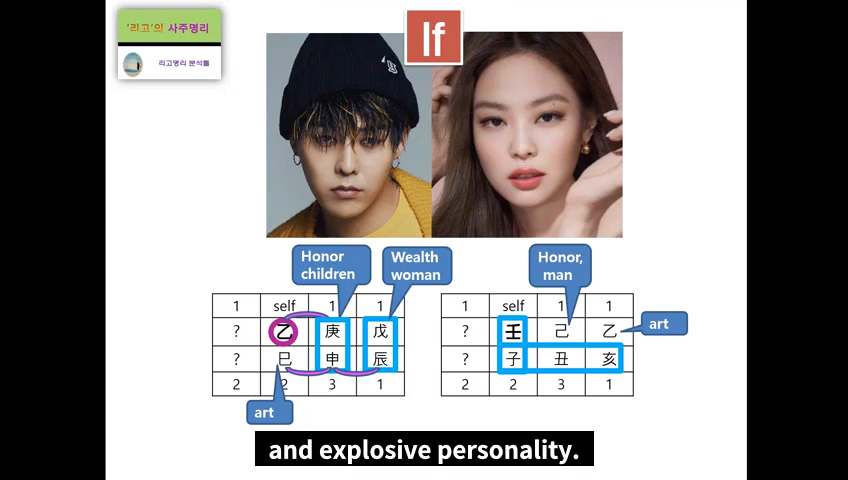 '리고'의 사주명리
리고명리 분석틀
If
Honor
children
Wealth
woman
Honor,
man
1 self 1 1
? 乙 庚 戊
? 巳 申 辰
2 2 3 1
art
1 self 1 1
? 壬 己 乙
? 子 丑 亥
2 2 3 1
art
and explosive personality.